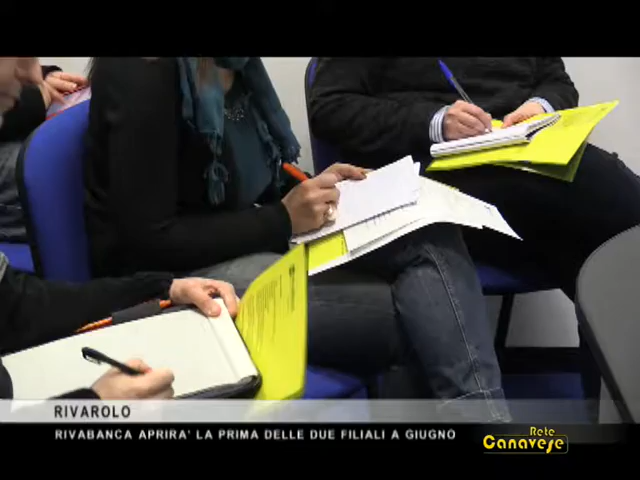 RIVAROLO
RIVABANCA APRIRA' LA PRIMA DELLE DUE FILIALI A GIUGNO
Rete
Canavese